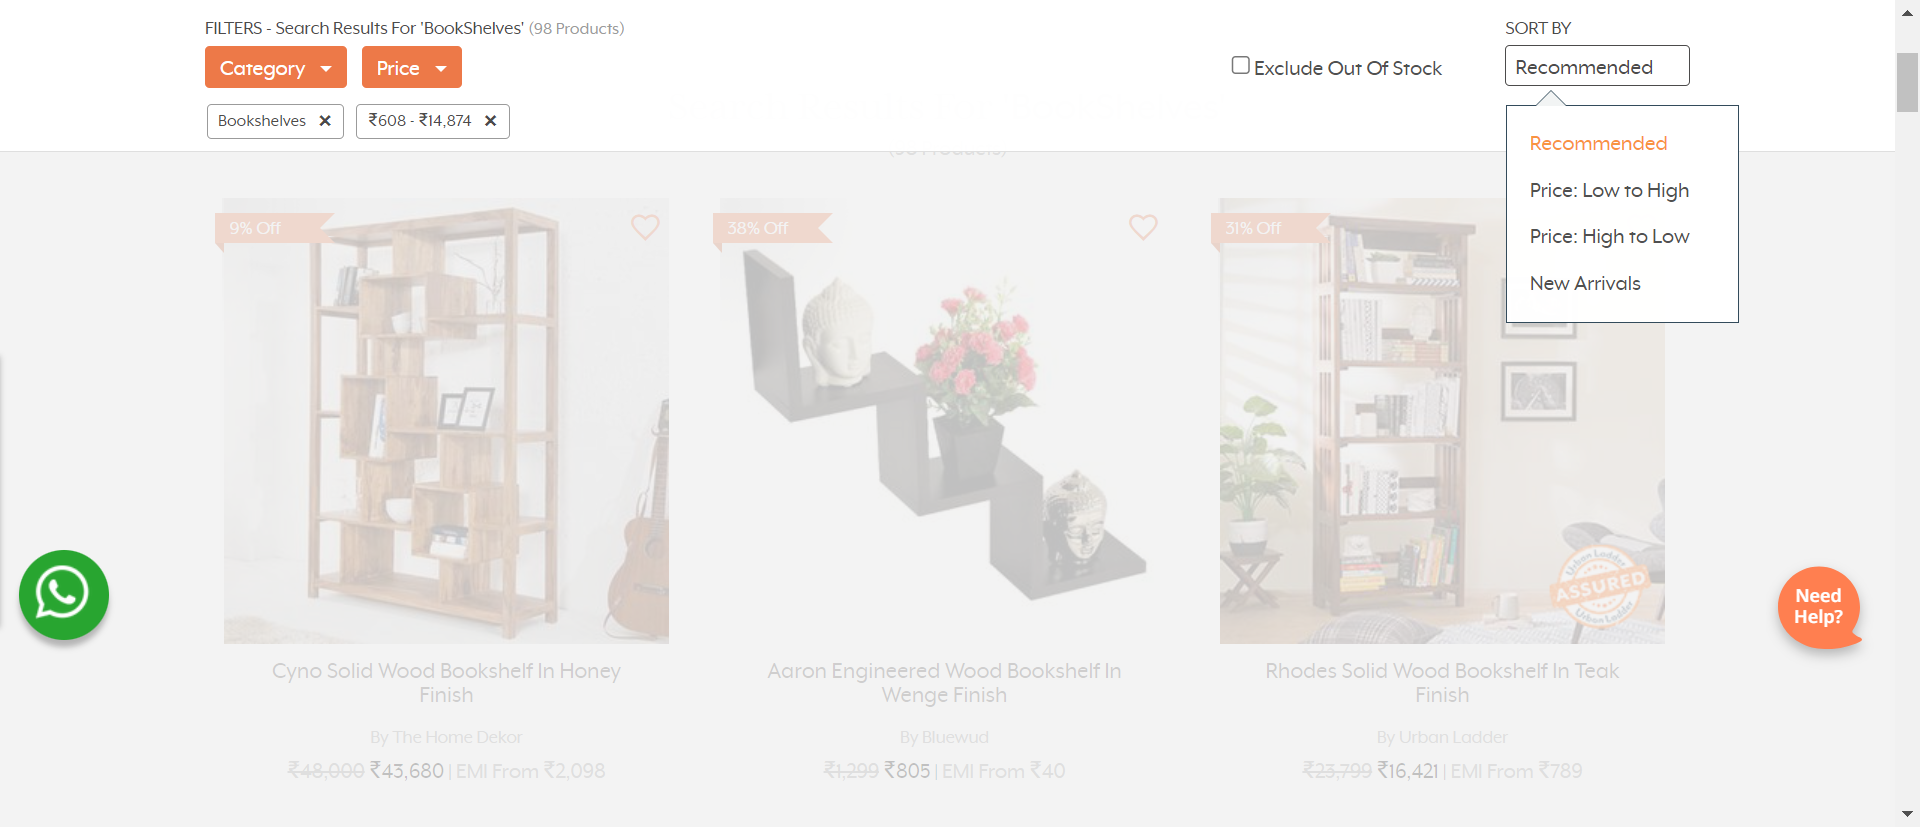 FILTERS - Search Results For 'BookShelves' (98 Products)
SORT BY
Category
Price
Exclude Out Of Stock
Recommended
Bookshelves ✕
₹608 - ₹14,874 ✕
Recommended
Price: Low to High
Price: High to Low
New Arrivals
9% Off
38% Off
31% Off
Urban Ladder
ASSURED
Urban Ladder
Need
Help?
Cyno Solid Wood Bookshelf In Honey
Finish
By The Home Dekor
₹48,000 ₹43,680 | EMI From ₹2,098
Aaron Engineered Wood Bookshelf In
Wenge Finish
By Bluewud
₹1,299 ₹805 | EMI From ₹40
Rhodes Solid Wood Bookshelf In Teak
Finish
By Urban Ladder
₹23,799 ₹16,421 | EMI From ₹789